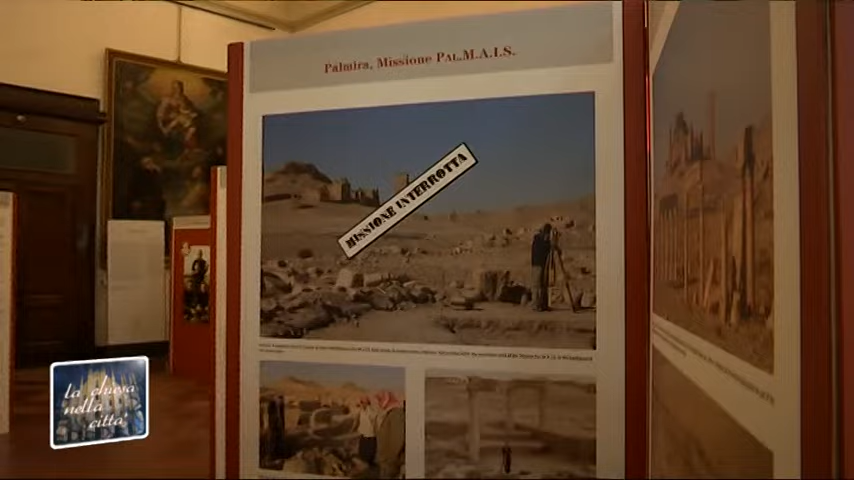 Palmira, Missione PAL.M.A.I.S.
MISSIONE INTERROTTA
la chiesa
nella
città